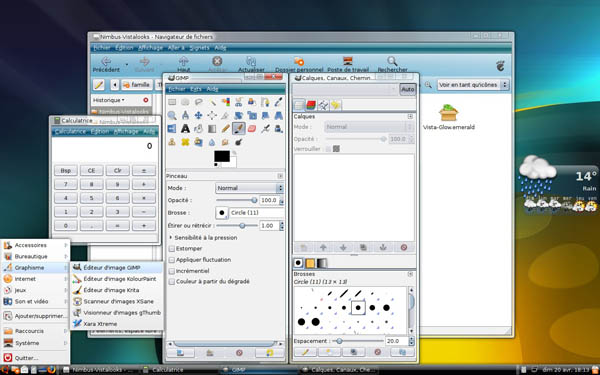 Nimbus-Vistalooks - Navigateur de fichiers
Fichier Édition Affichage Aller à Signets Aide
Précédent Haut Arrêter Actualiser Dossier personnel Poste de travail Rechercher
famille Voir en tant qu'icônes
Historique
Nimbus-Vistalooks
Vista-Glow.emerald
Calculatrice
Calculatrice Édition Affichage Aide
0
Bsp CE Clr ±
7 8 9 ÷
4 5 6 ×
1 2 3 -
0 . = +
GIMP
Fichier Exts Aide
Pinceau
Mode : Normal
Opacité : 100,0
Brosse : Circle (11)
Étirer ou rétrécir : 1,00
Sensibilité à la pression
Estomper
Appliquer fluctuation
Incrémentiel
Couleur à partir du dégradé
Calques, Canaux, Chemin...
Auto
Calques
Mode : Normal
Opacité : 100,0
Verrouiller :
Brosses
Circle (11) (13 × 13)
Espacement : 20,0
14°
Rain
Accessoires
Bureautique
Graphisme
Internet
Jeux
Son et vidéo
Ajouter/supprimer...
Raccourcis
Système
Quitter...
Éditeur d'image GIMP
Éditeur d'image KolourPaint
Éditeur d'image Krita
Scanneur d'images XSane
Visionneur d'images gThumb
Xara Xtreme
Nimbus-Vistalooks - Na... Calculatrice GIMP Calques, Canaux, Che... dim 20 avr, 18:13